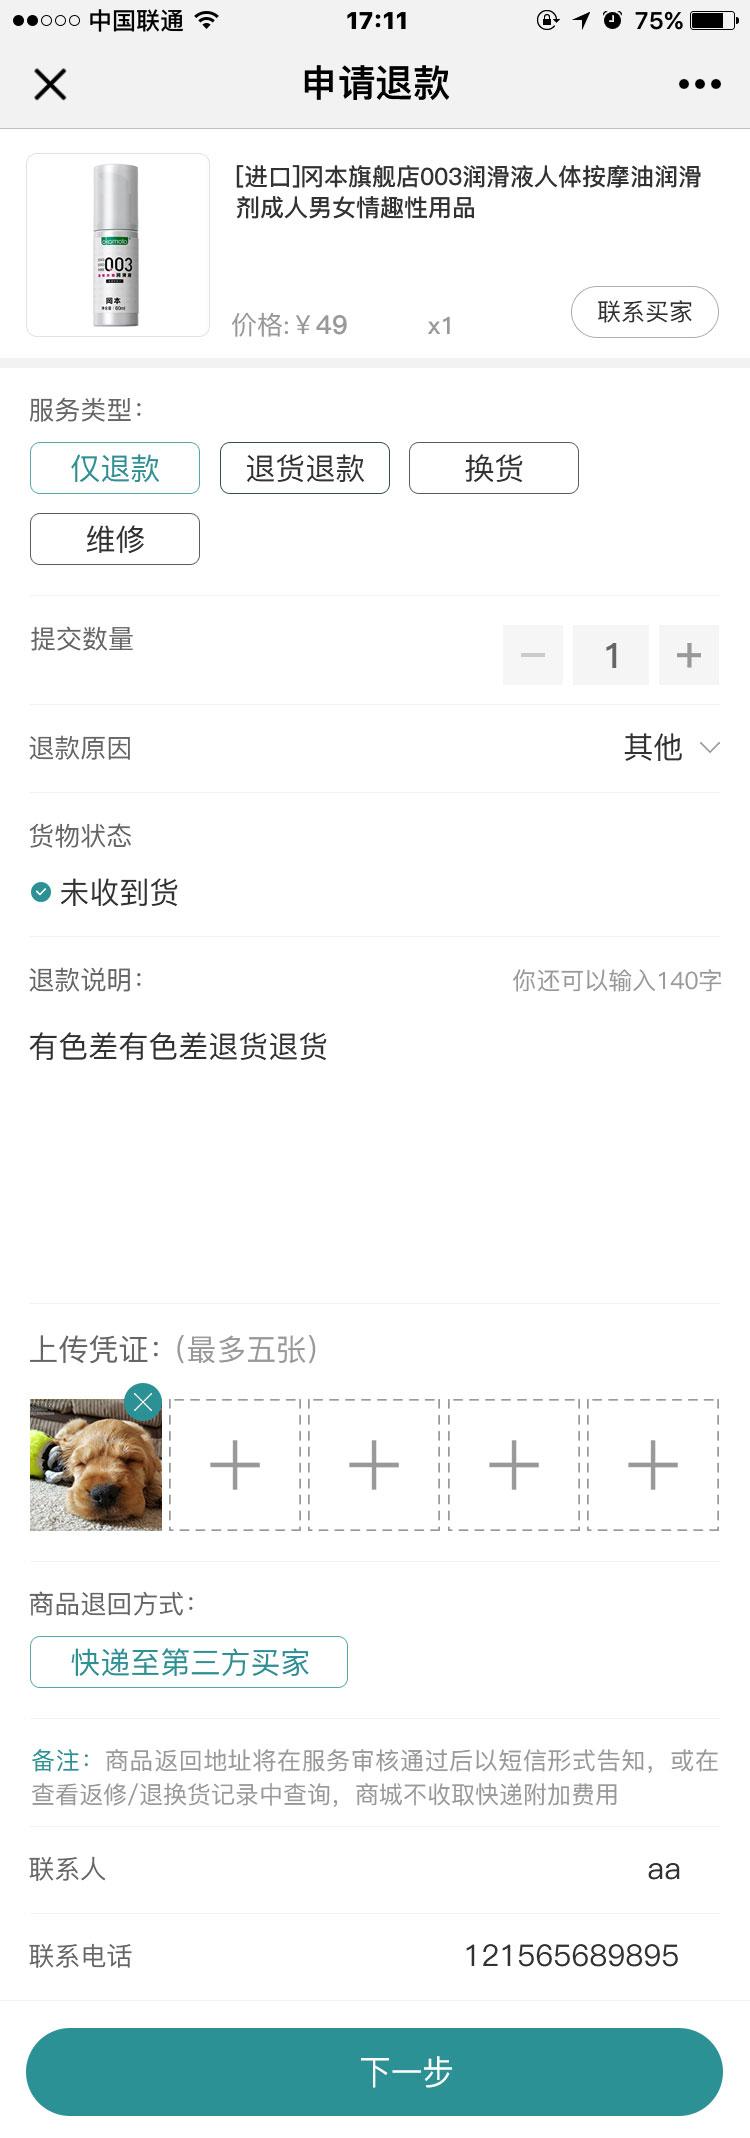 中国联通 17:11 75%
申请退款
[进口]冈本旗舰店003润滑液人体按摩油润滑
剂成人男女情趣性用品
okamoto
003
冈本
价格:￥49 x1 联系买家
服务类型:
仅退款 退货退款 换货
维修
提交数量 1
退款原因 其他
货物状态
未收到货
退款说明: 你还可以输入140字
有色差有色差退货退货
上传凭证:(最多五张)
商品退回方式:
快递至第三方买家
备注: 商品返回地址将在服务审核通过后以短信形式告知，或在
查看返修/退换货记录中查询，商城不收取快递附加费用
联系人 aa
联系电话 121565689895
下一步